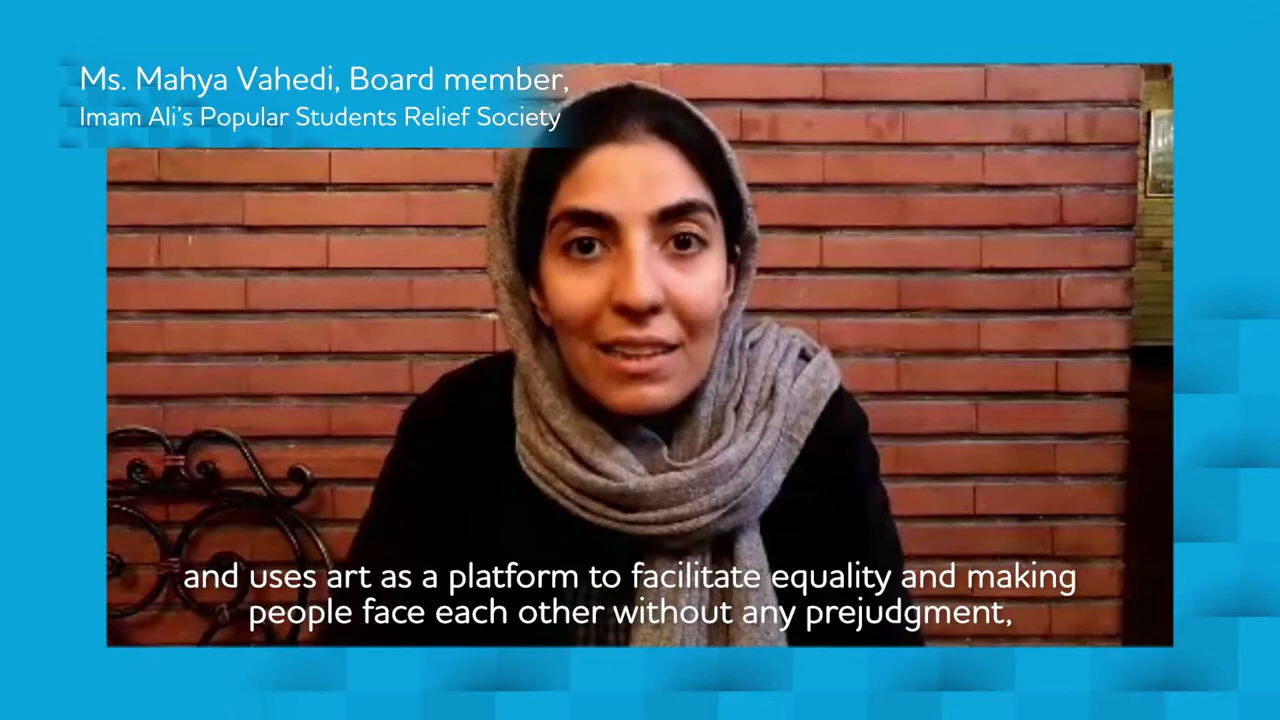 Ms. Mahya Vahedi, Board member,
Imam Ali's Popular Students Relief Society
and uses art as a platform to facilitate equality and making
people face each other without any prejudgment,